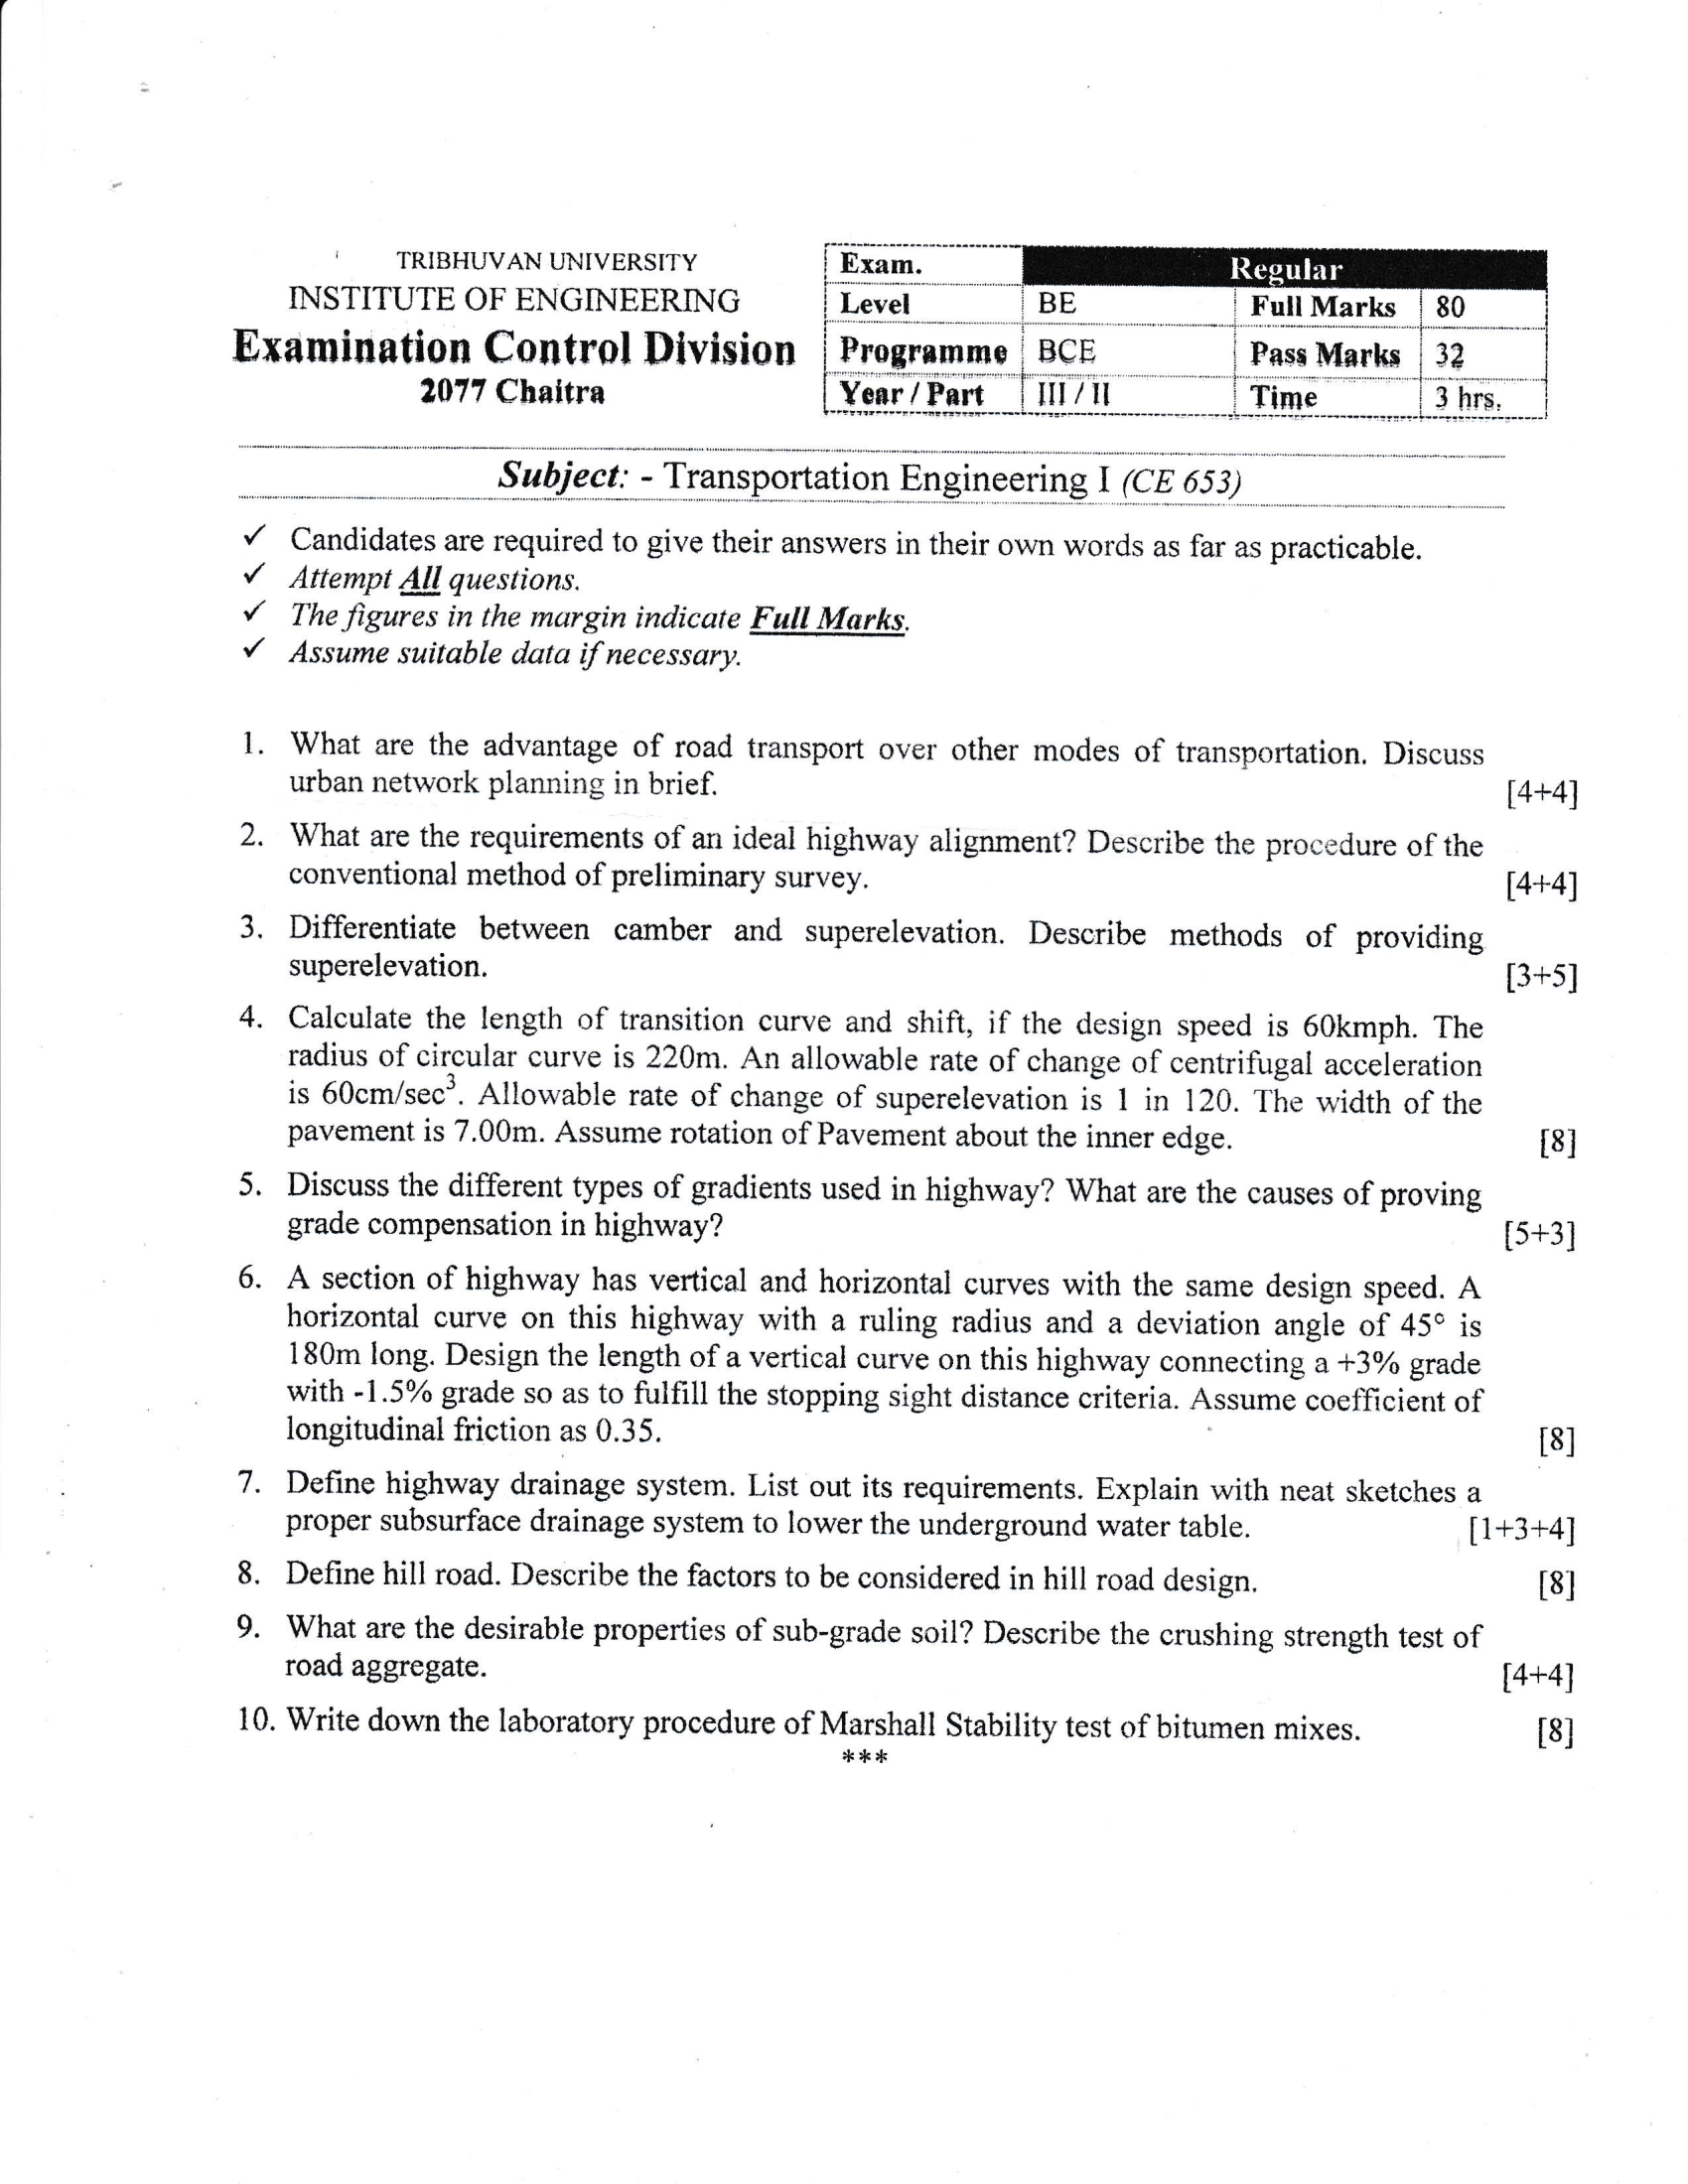 TRIBHUVAN UNIVERSITY
INSTITUTE OF ENGINEERING
Examination Control Division
2077 Chaitra
Exam. Regular
Level BE Full Marks 80
Programme BCE Pass Marks 32
Year / Part III / II Time 3 hrs.
Subject: - Transportation Engineering I (CE 653)
✓ Candidates are required to give their answers in their own words as far as practicable.
✓ Attempt All questions.
✓ The figures in the margin indicate Full Marks.
✓ Assume suitable data if necessary.
1. What are the advantage of road transport over other modes of transportation. Discuss
urban network planning in brief. [4+4]
2. What are the requirements of an ideal highway alignment? Describe the procedure of the
conventional method of preliminary survey. [4+4]
3. Differentiate between camber and superelevation. Describe methods of providing
superelevation. [3+5]
4. Calculate the length of transition curve and shift, if the design speed is 60kmph. The
radius of circular curve is 220m. An allowable rate of change of centrifugal acceleration
is 60cm/sec³. Allowable rate of change of superelevation is 1 in 120. The width of the
pavement is 7.00m. Assume rotation of Pavement about the inner edge. [8]
5. Discuss the different types of gradients used in highway? What are the causes of proving
grade compensation in highway? [5+3]
6. A section of highway has vertical and horizontal curves with the same design speed. A
horizontal curve on this highway with a ruling radius and a deviation angle of 45° is
180m long. Design the length of a vertical curve on this highway connecting a +3% grade
with -1.5% grade so as to fulfill the stopping sight distance criteria. Assume coefficient of
longitudinal friction as 0.35. [8]
7. Define highway drainage system. List out its requirements. Explain with neat sketches a
proper subsurface drainage system to lower the underground water table. [1+3+4]
8. Define hill road. Describe the factors to be considered in hill road design. [8]
9. What are the desirable properties of sub-grade soil? Describe the crushing strength test of
road aggregate. [4+4]
10. Write down the laboratory procedure of Marshall Stability test of bitumen mixes. [8]
***